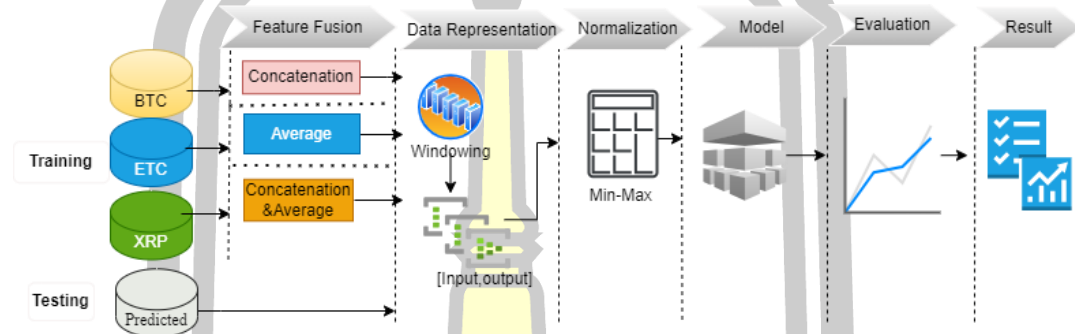 Feature Fusion
Data Representation
Normalization
Model
Evaluation
Result
Training
BTC
ETC
XRP
Concatenation
Average
Concatenation
&Average
Windowing
[Input,output]
Min-Max
Testing
Predicted